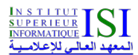 INSTITUT
SUPERIEUR
INFORMATIQUE
ISI
المعهد العالي للإعلامية